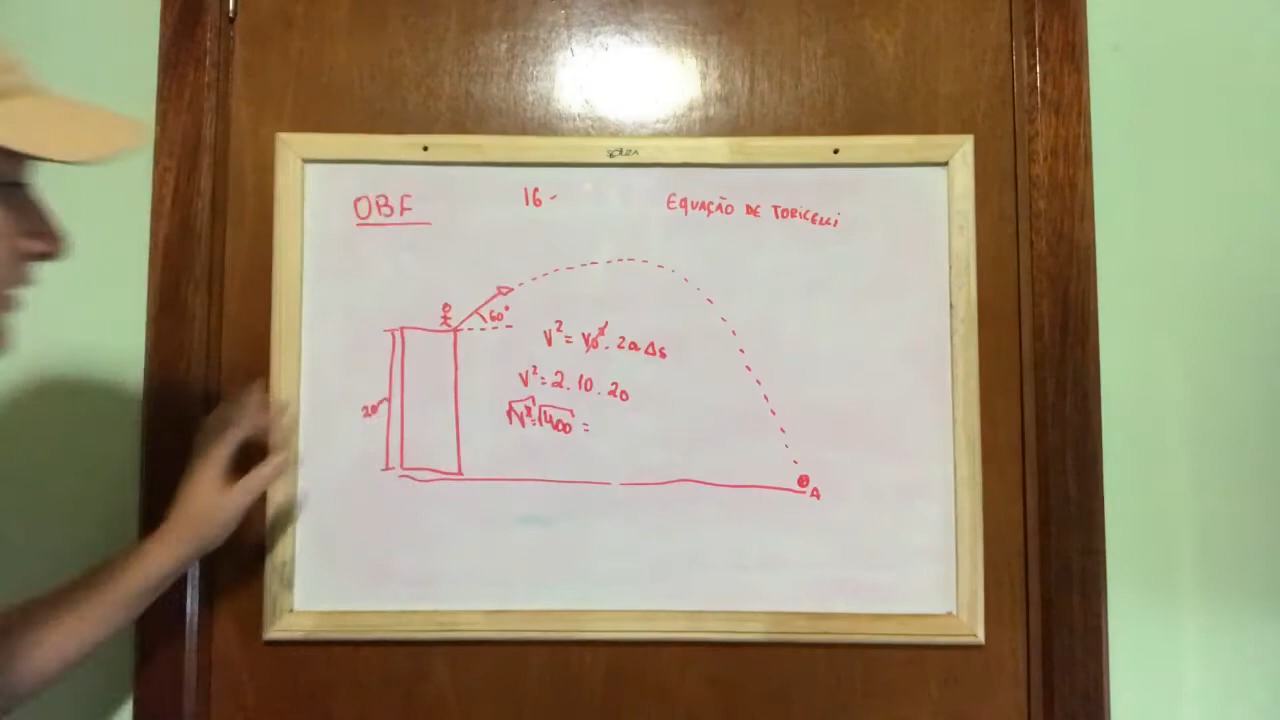 OBF
16-
EQUAÇÃO DE TORICELLI
60°
20m
V² = V₀² . 2a Δs
V² = 2. 10 . 20
√V² = √400 =
A